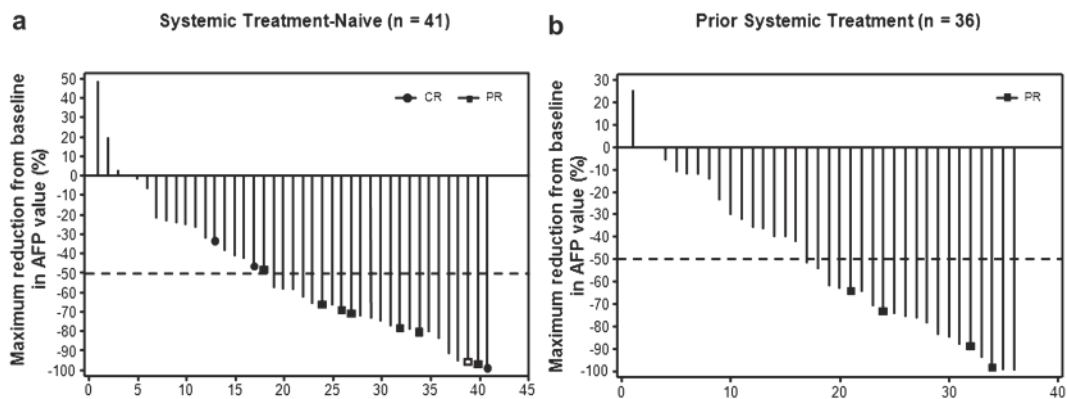 a
Systemic Treatment-Naive (n = 41)
Maximum reduction from baseline
in AFP value (%)
50
40
30
20
10
0
-10
-20
-30
-40
-50
-60
-70
-80
-90
-100
CR PR
0 5 10 15 20 25 30 35 40 45
b
Prior Systemic Treatment (n = 36)
Maximum reduction from baseline
in AFP value (%)
30
20
10
0
-10
-20
-30
-40
-50
-60
-70
-80
-90
-100
PR
0 10 20 30 40